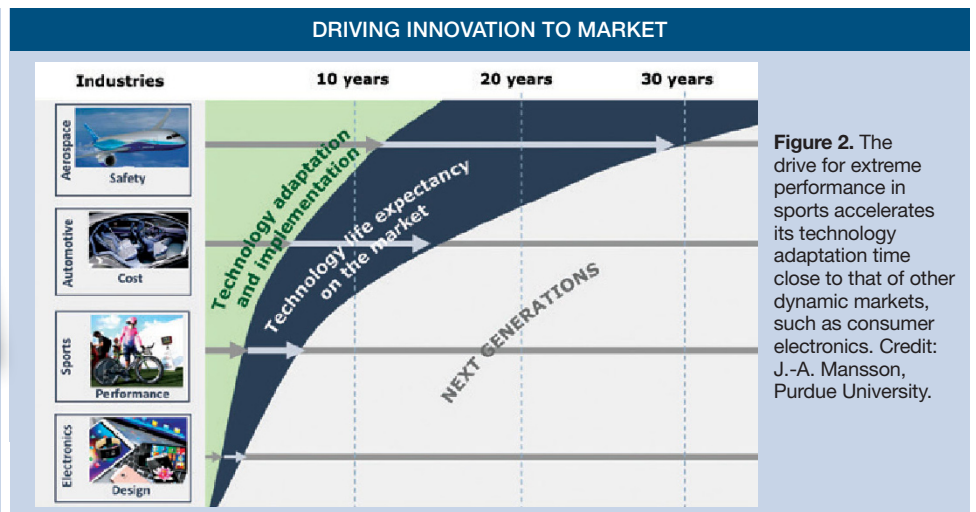 DRIVING INNOVATION TO MARKET
Industries
10 years
20 years
30 years
Aerospace
Safety
Automotive
Cost
Sports
Performance
Electronics
Design
Technology adaptation
and implementation
Technology life expectancy
on the market
NEXT GENERATIONS
Figure 2. The
drive for extreme
performance in
sports accelerates
its technology
adaptation time
close to that of other
dynamic markets,
such as consumer
electronics. Credit:
J.-A. Mansson,
Purdue University.